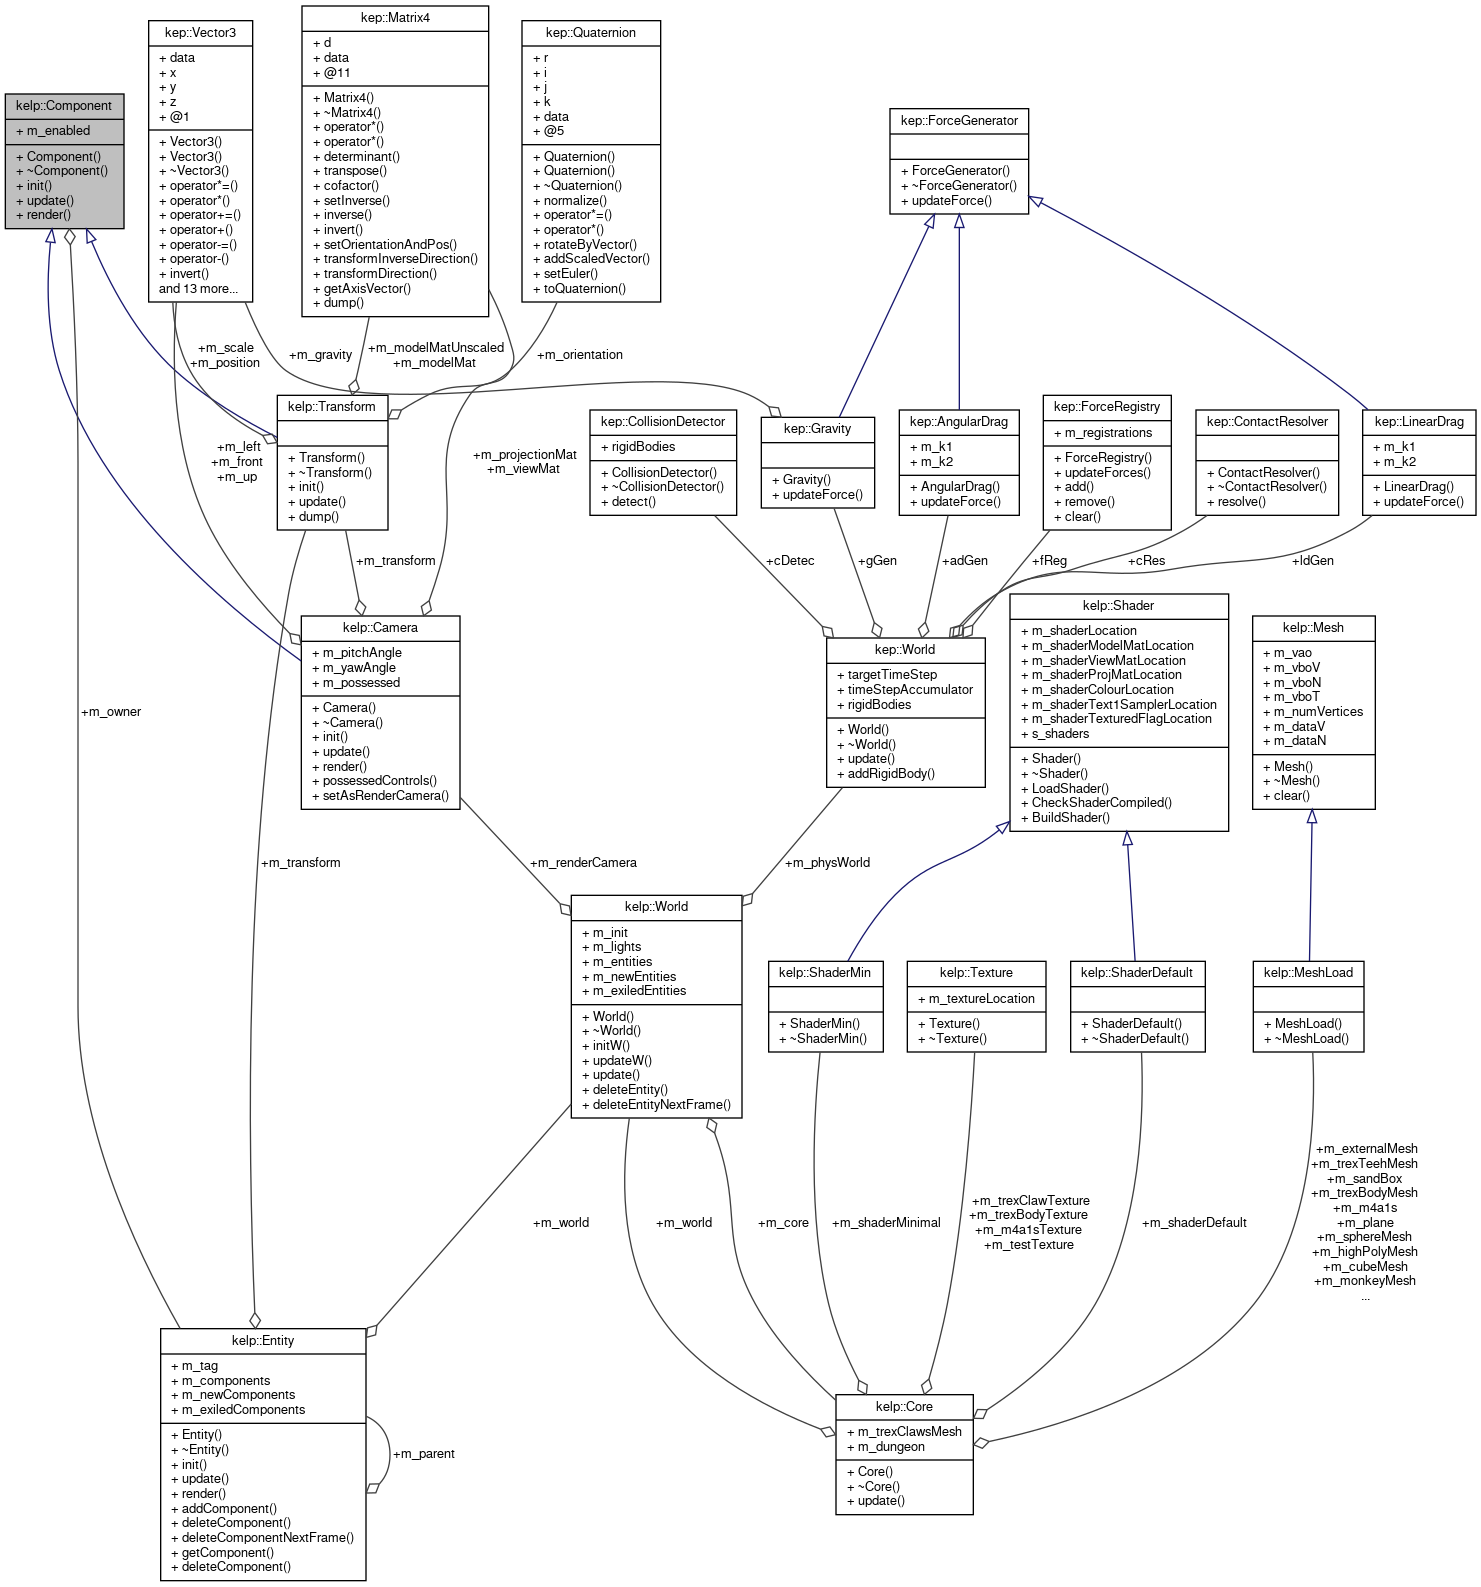 kelp::Component
+ m_enabled
+ Component()
+ ~Component()
+ init()
+ update()
+ render()
kep::Vector3
+ data
+ x
+ y
+ z
+ @1
+ Vector3()
+ Vector3()
+ ~Vector3()
+ operator*=()
+ operator*()
+ operator+=()
+ operator+()
+ operator-=()
+ operator-()
+ invert()
and 13 more...
kep::Matrix4
+ d
+ data
+ @11
+ Matrix4()
+ ~Matrix4()
+ operator*()
+ operator*()
+ determinant()
+ transpose()
+ cofactor()
+ setInverse()
+ inverse()
+ invert()
+ setOrientationAndPos()
+ transformInverseDirection()
+ transformDirection()
+ getAxisVector()
+ dump()
kep::Quaternion
+ r
+ i
+ j
+ k
+ data
+ @5
+ Quaternion()
+ Quaternion()
+ ~Quaternion()
+ normalize()
+ operator*=()
+ operator*()
+ rotateByVector()
+ addScaledVector()
+ setEuler()
+ toQuaternion()
kep::ForceGenerator
+ ForceGenerator()
+ ~ForceGenerator()
+ updateForce()
+m_scale
+m_position
+m_gravity
+m_modelMatUnscaled
+m_modelMat
+m_orientation
kelp::Transform
+ Transform()
+ ~Transform()
+ init()
+ update()
+ dump()
+m_left
+m_front
+m_up
+m_projectionMat
+m_viewMat
kep::CollisionDetector
+ rigidBodies
+ CollisionDetector()
+ ~CollisionDetector()
+ detect()
kep::Gravity
+ Gravity()
+ updateForce()
kep::AngularDrag
+ m_k1
+ m_k2
+ AngularDrag()
+ updateForce()
kep::ForceRegistry
+ m_registrations
+ ForceRegistry()
+ updateForces()
+ add()
+ remove()
+ clear()
kep::ContactResolver
+ ContactResolver()
+ ~ContactResolver()
+ resolve()
kep::LinearDrag
+ m_k1
+ m_k2
+ LinearDrag()
+ updateForce()
+m_transform
+cDetec
+gGen
+adGen
+fReg
+cRes
+ldGen
kelp::Camera
+ m_pitchAngle
+ m_yawAngle
+ m_possessed
+ Camera()
+ ~Camera()
+ init()
+ update()
+ render()
+ possessedControls()
+ setAsRenderCamera()
kep::World
+ targetTimeStep
+ timeStepAccumulator
+ rigidBodies
+ World()
+ ~World()
+ update()
+ addRigidBody()
kelp::Shader
+ m_shaderLocation
+ m_shaderModelMatLocation
+ m_shaderViewMatLocation
+ m_shaderProjMatLocation
+ m_shaderColourLocation
+ m_shaderText1SamplerLocation
+ m_shaderTexturedFlagLocation
+ s_shaders
+ Shader()
+ ~Shader()
+ LoadShader()
+ CheckShaderCompiled()
+ BuildShader()
kelp::Mesh
+ m_vao
+ m_vboV
+ m_vboN
+ m_vboT
+ m_numVertices
+ m_dataV
+ m_dataN
+ Mesh()
+ ~Mesh()
+ clear()
+m_owner
+m_transform
+m_renderCamera
+m_physWorld
kelp::World
+ m_init
+ m_lights
+ m_entities
+ m_newEntities
+ m_exiledEntities
+ World()
+ ~World()
+ initW()
+ updateW()
+ update()
+ deleteEntity()
+ deleteEntityNextFrame()
kelp::ShaderMin
+ ShaderMin()
+ ~ShaderMin()
kelp::Texture
+ m_textureLocation
+ Texture()
+ ~Texture()
kelp::ShaderDefault
+ ShaderDefault()
+ ~ShaderDefault()
kelp::MeshLoad
+ MeshLoad()
+ ~MeshLoad()
+m_world
+m_world
+m_core
+m_shaderMinimal
+m_trexClawTexture
+m_trexBodyTexture
+m_m4a1sTexture
+m_testTexture
+m_shaderDefault
+m_externalMesh
+m_trexTeehMesh
+m_sandBox
+m_trexBodyMesh
+m_m4a1s
+m_plane
+m_sphereMesh
+m_highPolyMesh
+m_cubeMesh
+m_monkeyMesh
...
kelp::Entity
+ m_tag
+ m_components
+ m_newComponents
+ m_exiledComponents
+ Entity()
+ ~Entity()
+ init()
+ update()
+ render()
+ addComponent()
+ deleteComponent()
+ deleteComponentNextFrame()
+ getComponent()
+ deleteComponent()
+m_parent
kelp::Core
+ m_trexClawsMesh
+ m_dungeon
+ Core()
+ ~Core()
+ update()